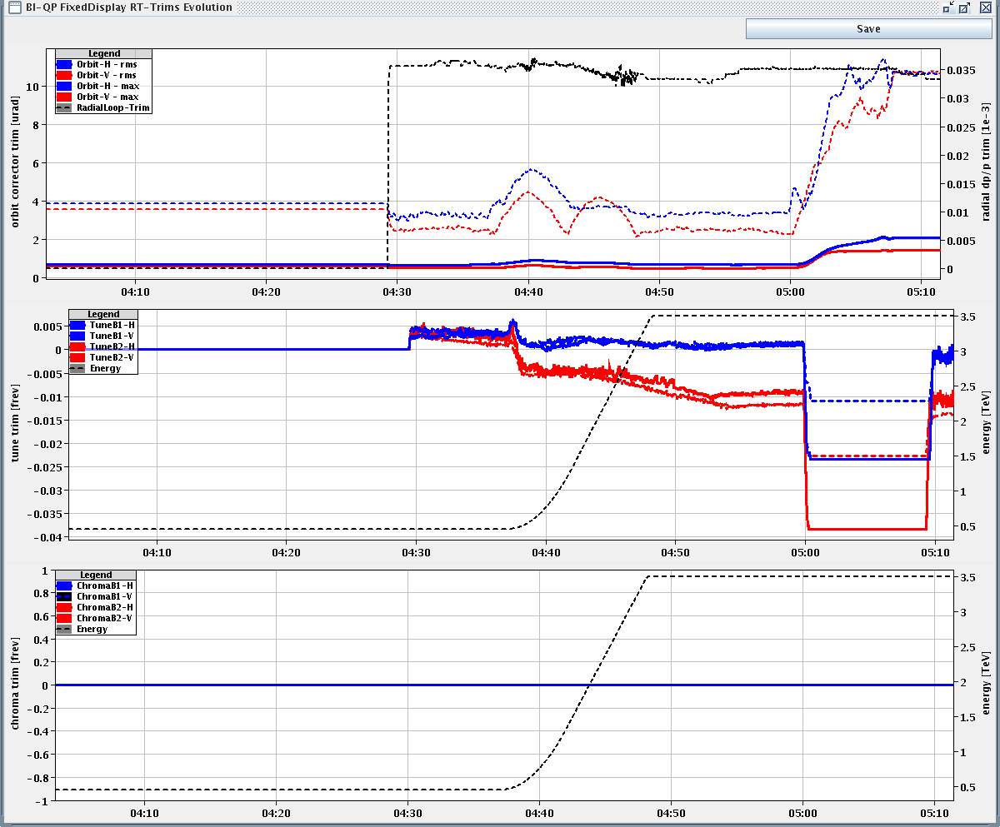 BI-QP FixedDisplay RT-Trims Evolution
Save
Legend
Orbit-H - rms
Orbit-V - rms
Orbit-H - max
Orbit-V - max
RadialLoop-Trim
orbit corrector trim [urad]
10
8
6
4
2
0
radial dp/p trim [1e-3]
0.035
0.03
0.025
0.02
0.015
0.01
0.005
0
04:10 04:20 04:30 04:40 04:50 05:00 05:10
Legend
TuneB1-H
TuneB1-V
TuneB2-H
TuneB2-V
Energy
tune trim [frev]
0.005
0
-0.005
-0.01
-0.015
-0.02
-0.025
-0.03
-0.035
-0.04
energy [TeV]
3.5
3
2.5
2
1.5
1
0.5
04:10 04:20 04:30 04:40 04:50 05:00 05:10
Legend
ChromaB1-H
ChromaB1-V
ChromaB2-H
ChromaB2-V
Energy
chroma trim [frev]
1
0.8
0.6
0.4
0.2
0
-0.2
-0.4
-0.6
-0.8
-1
energy [TeV]
3.5
3
2.5
2
1.5
1
0.5
04:10 04:20 04:30 04:40 04:50 05:00 05:10